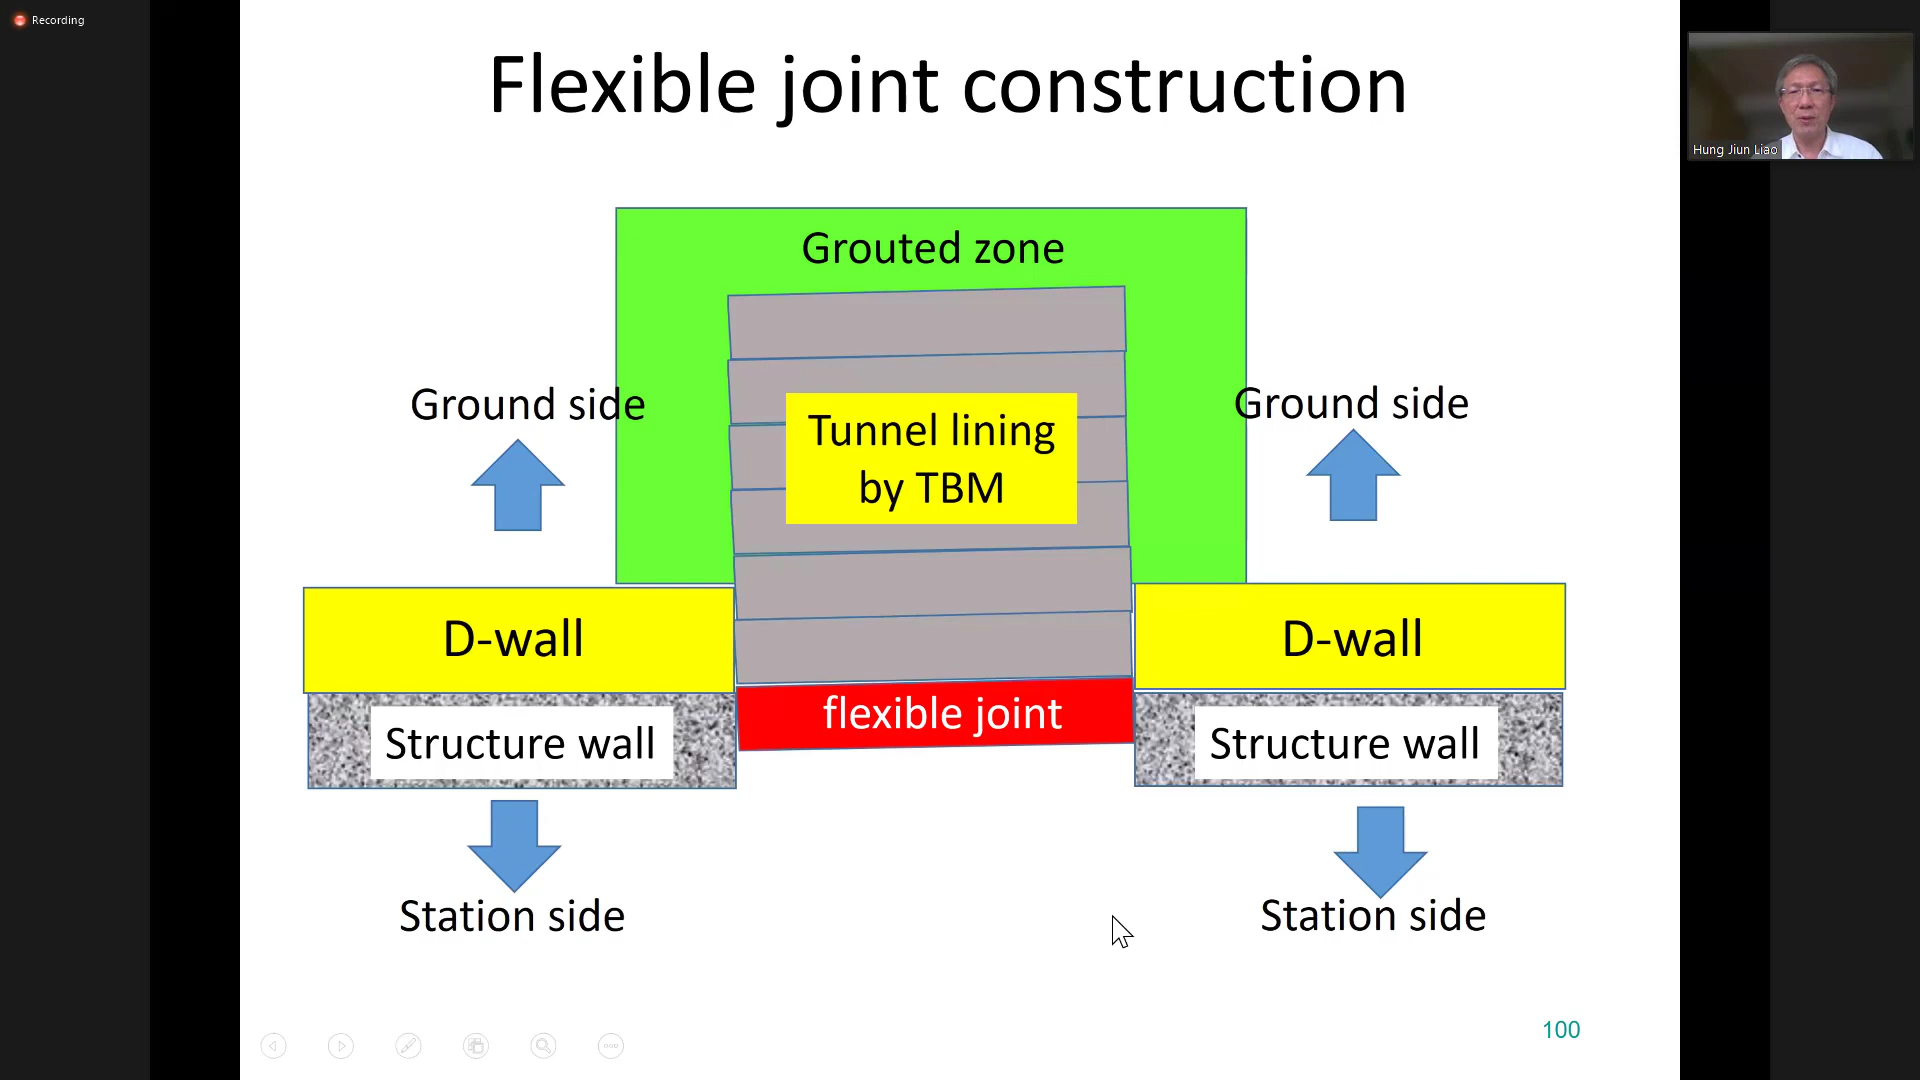 Recording
Flexible joint construction
Hung Jiun Liao
Grouted zone
Ground side
Ground side
Tunnel lining
by TBM
D-wall
D-wall
flexible joint
Structure wall
Structure wall
Station side
Station side
100